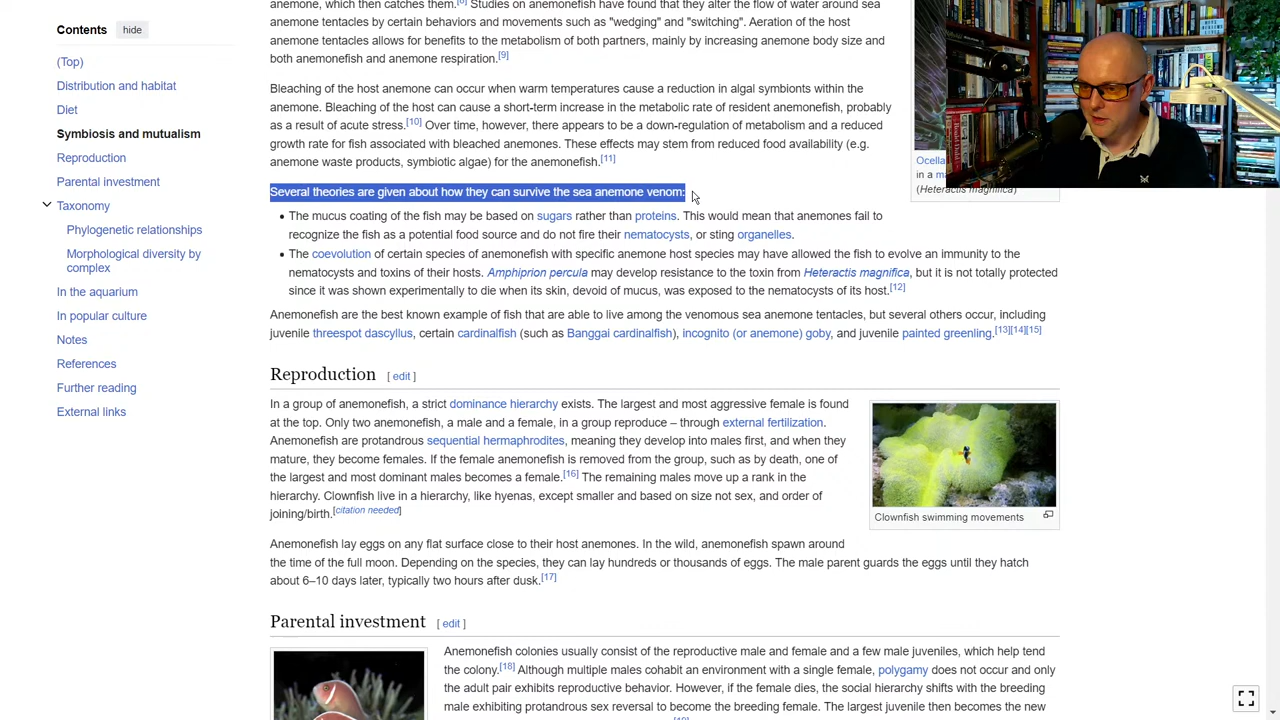 Contents hide
(Top)
Distribution and habitat
Diet
Symbiosis and mutualism
Reproduction
Parental investment
Taxonomy
Phylogenetic relationships
Morphological diversity by
complex
In the aquarium
In popular culture
Notes
References
Further reading
External links
anemone, which then catches them. Studies on anemonefish have found that they alter the flow of water around sea
anemone tentacles by certain behaviors and movements such as "wedging" and "switching". Aeration of the host
anemone tentacles allows for benefits to the metabolism of both partners, mainly by increasing anemone body size and
both anemonefish and anemone respiration.[9]
Bleaching of the host anemone can occur when warm temperatures cause a reduction in algal symbionts within the
anemone. Bleaching of the host can cause a short-term increase in the metabolic rate of resident anemonefish, probably
as a result of acute stress.[10] Over time, however, there appears to be a down-regulation of metabolism and a reduced
growth rate for fish associated with bleached anemones. These effects may stem from reduced food availability (e.g.
anemone waste products, symbiotic algae) for the anemonefish.[11]
Several theories are given about how they can survive the sea anemone venom:
• The mucus coating of the fish may be based on sugars rather than proteins. This would mean that anemones fail to
recognize the fish as a potential food source and do not fire their nematocysts, or sting organelles.
• The coevolution of certain species of anemonefish with specific anemone host species may have allowed the fish to evolve an immunity to the
nematocysts and toxins of their hosts. Amphiprion percula may develop resistance to the toxin from Heteractis magnifica, but it is not totally protected
since it was shown experimentally to die when its skin, devoid of mucus, was exposed to the nematocysts of its host.[12]
Anemonefish are the best known example of fish that are able to live among the venomous sea anemone tentacles, but several others occur, including
juvenile threespot dascyllus, certain cardinalfish (such as Banggai cardinalfish), incognito (or anemone) goby, and juvenile painted greenling.[13][14][15]
Ocella
in a m
(Heteractis magnifica)
Reproduction [ edit ]
In a group of anemonefish, a strict dominance hierarchy exists. The largest and most aggressive female is found
at the top. Only two anemonefish, a male and a female, in a group reproduce – through external fertilization.
Anemonefish are protandrous sequential hermaphrodites, meaning they develop into males first, and when they
mature, they become females. If the female anemonefish is removed from the group, such as by death, one of
the largest and most dominant males becomes a female.[16] The remaining males move up a rank in the
hierarchy. Clownfish live in a hierarchy, like hyenas, except smaller and based on size not sex, and order of
joining/birth.[citation needed]
Clownfish swimming movements
Anemonefish lay eggs on any flat surface close to their host anemones. In the wild, anemonefish spawn around
the time of the full moon. Depending on the species, they can lay hundreds or thousands of eggs. The male parent guards the eggs until they hatch
about 6–10 days later, typically two hours after dusk.[17]
Parental investment [ edit ]
Anemonefish colonies usually consist of the reproductive male and female and a few male juveniles, which help tend
the colony.[18] Although multiple males cohabit an environment with a single female, polygamy does not occur and only
the adult pair exhibits reproductive behavior. However, if the female dies, the social hierarchy shifts with the breeding
male exhibiting protandrous sex reversal to become the breeding female. The largest juvenile then becomes the new